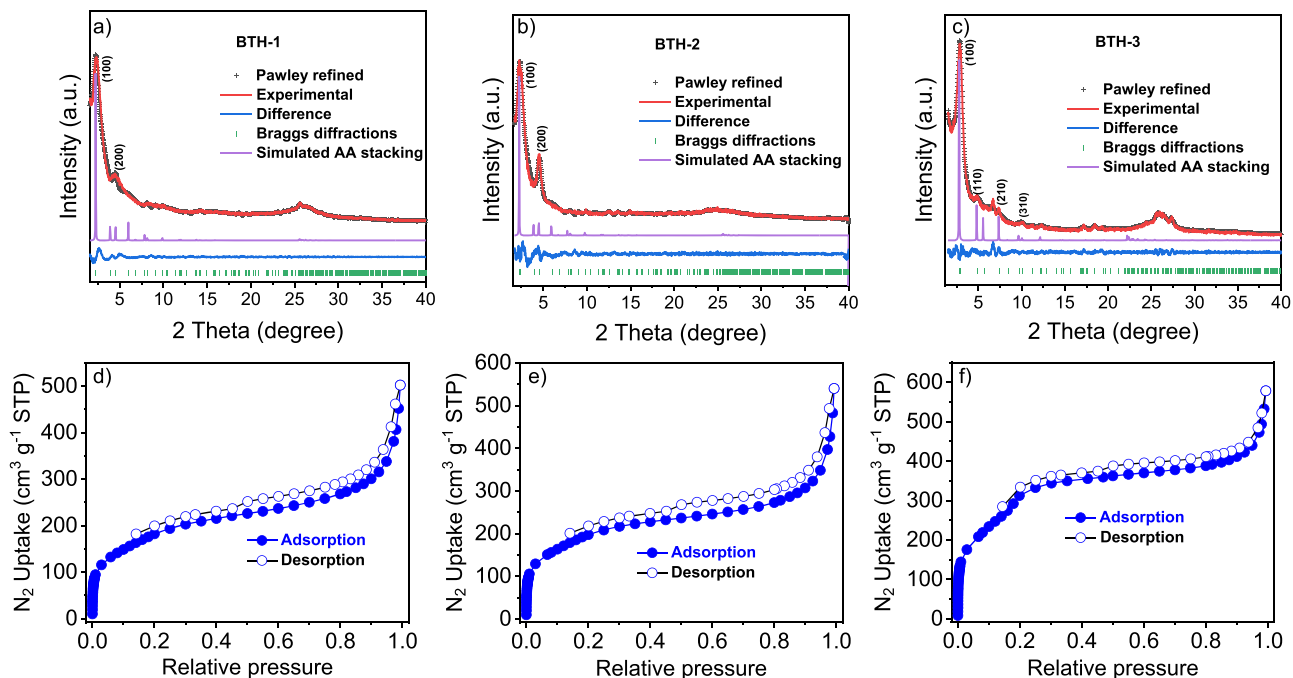 a)
BTH-1
(100)
(200)
Pawley refined
Experimental
Difference
Braggs diffractions
Simulated AA stacking
Intensity (a.u.)
5 10 15 20 25 30 35 40
2 Theta (degree)
b)
BTH-2
(100)
(200)
Pawley refined
Experimental
Difference
Braggs diffractions
Simulated AA stacking
Intensity (a.u.)
5 10 15 20 25 30 35 40
2 Theta (degree)
c)
BTH-3
(100)
(110)
(210)
(310)
Pawley refined
Experimental
Difference
Braggs diffractions
Simulated AA stacking
Intensity (a.u.)
5 10 15 20 25 30 35 40
2 Theta (degree)
d)
N2 Uptake (cm3 g-1 STP)
500
400
300
200
100
0
Adsorption
Desorption
0.0 0.2 0.4 0.6 0.8 1.0
Relative pressure
e)
N2 Uptake (cm3 g-1 STP)
600
500
400
300
200
100
0
Adsorption
Desorption
0.0 0.2 0.4 0.6 0.8 1.0
Relative pressure
f)
N2 Uptake (cm3 g-1 STP)
600
500
400
300
200
100
0
Adsorption
Desorption
0.0 0.2 0.4 0.6 0.8 1.0
Relative pressure